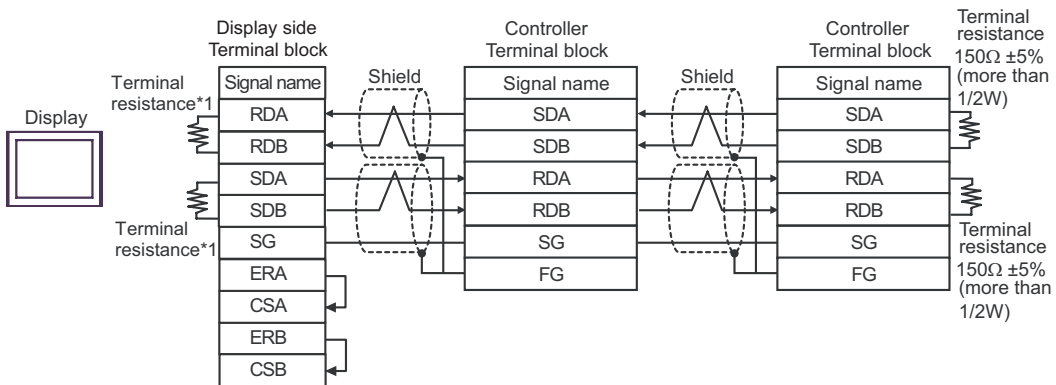 Display
Display side
Terminal block
Signal name
RDA
RDB
SDA
SDB
SG
ERA
CSA
ERB
CSB
Terminal
resistance*1
Terminal
resistance*1
Shield
Controller
Terminal block
Signal name
SDA
SDB
RDA
RDB
SG
FG
Shield
Controller
Terminal block
Signal name
SDA
SDB
RDA
RDB
SG
FG
Terminal
resistance
150Ω ±5%
(more than
1/2W)
Terminal
resistance
150Ω ±5%
(more than
1/2W)